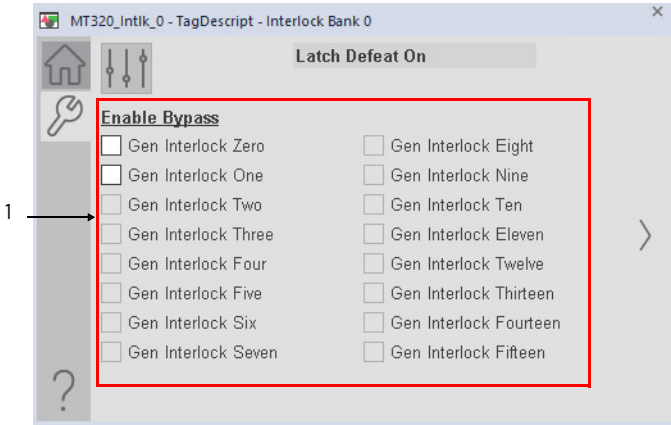 MT320_Intlk_0 - TagDescript - Interlock Bank 0
Latch Defeat On
Enable Bypass
Gen Interlock Zero
Gen Interlock One
Gen Interlock Two
Gen Interlock Three
Gen Interlock Four
Gen Interlock Five
Gen Interlock Six
Gen Interlock Seven
Gen Interlock Eight
Gen Interlock Nine
Gen Interlock Ten
Gen Interlock Eleven
Gen Interlock Twelve
Gen Interlock Thirteen
Gen Interlock Fourteen
Gen Interlock Fifteen
1
?